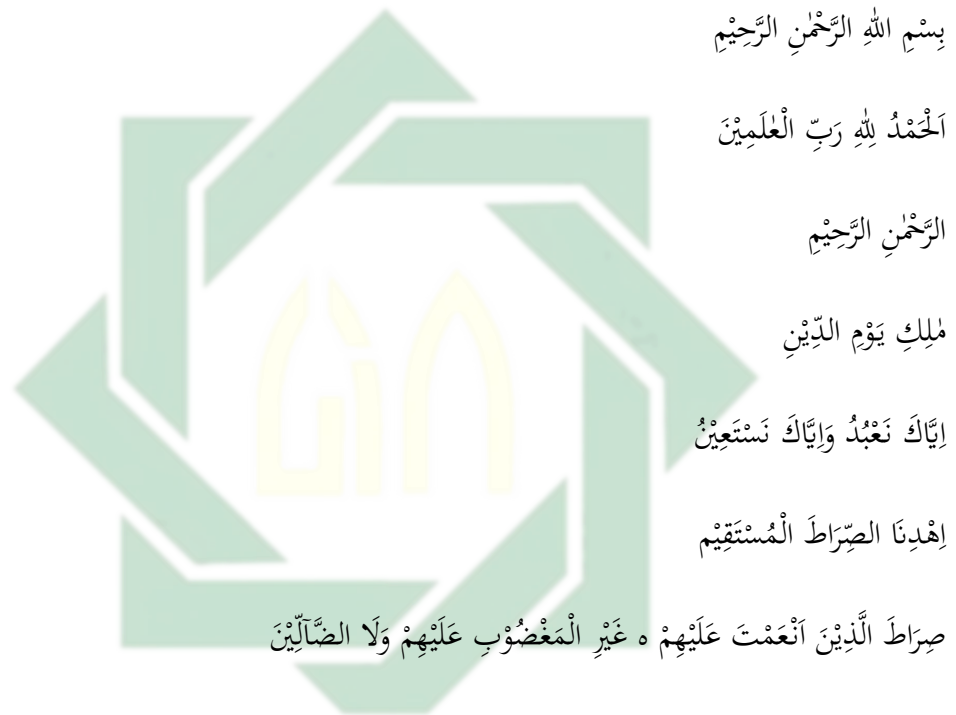 بِسْمِ اللهِ الرَّحْمٰنِ الرَّحِيْمِ
اَلْحَمْدُ لِلّٰهِ رَبِّ الْعٰلَمِيْنَ
الرَّحْمٰنِ الرَّحِيْمِ
مٰلِكِ يَوْمِ الدِّيْنِ
اِيَّاكَ نَعْبُدُ وَاِيَّاكَ نَسْتَعِيْنُ
اِهْدِنَا الصِّرَاطَ الْمُسْتَقِيْم
صِرَاطَ الَّذِيْنَ اَنْعَمْتَ عَلَيْهِمْ ە غَيْرِ الْمَغْضُوْبِ عَلَيْهِمْ وَلَا الضَّآلِّيْنَ